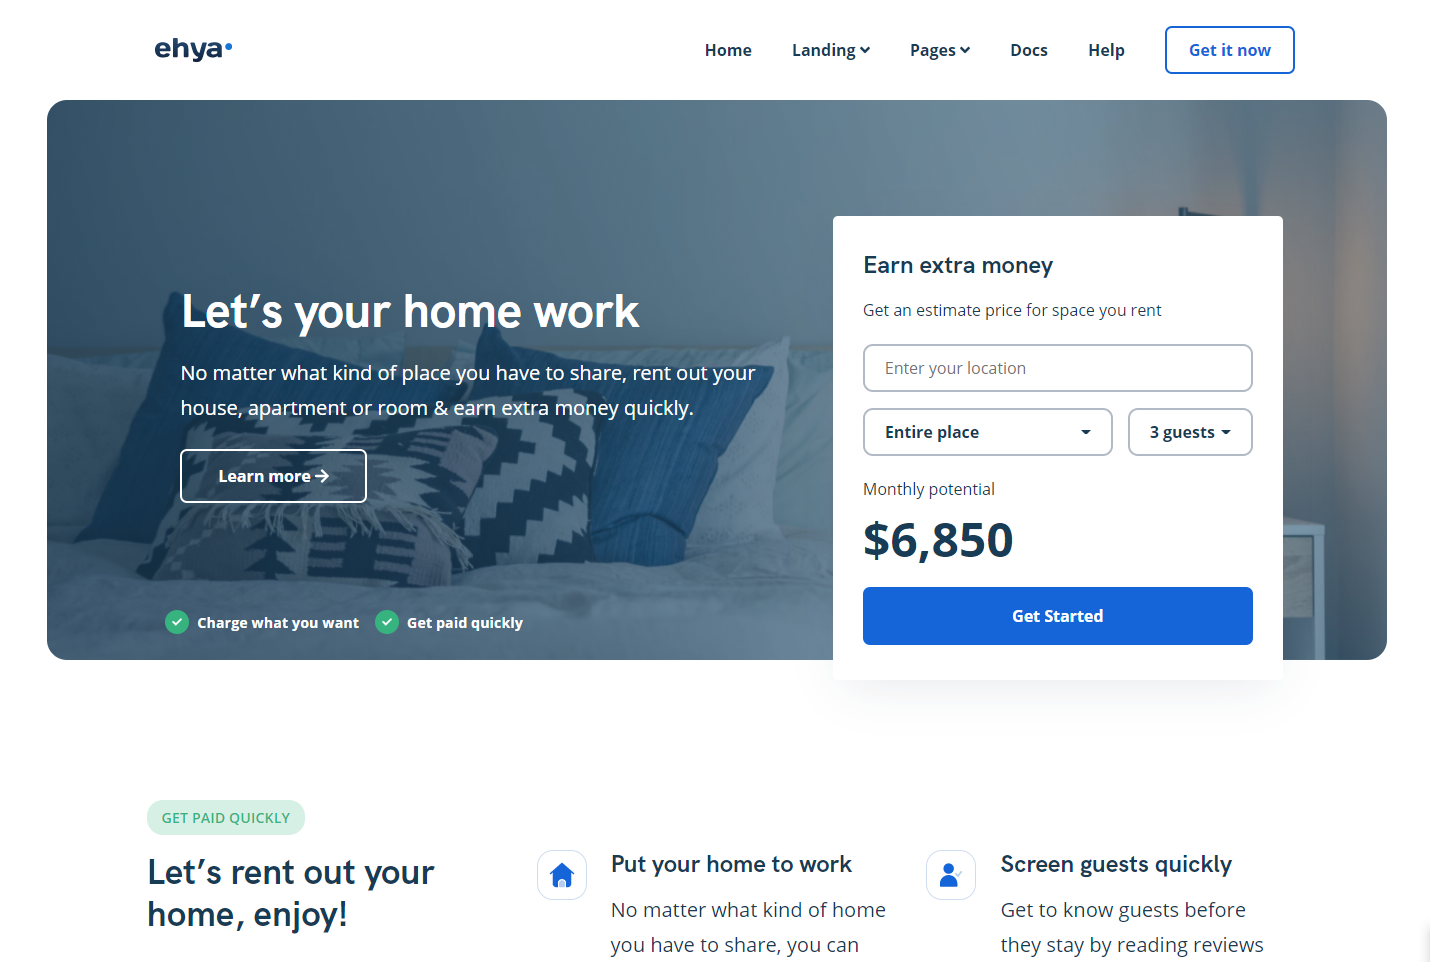 ehya
Home Landing Pages Docs Help Get it now
Let’s your home work
No matter what kind of place you have to share, rent out your
house, apartment or room & earn extra money quickly.
Learn more
Charge what you want Get paid quickly
Earn extra money
Get an estimate price for space you rent
Enter your location
Entire place 3 guests
Monthly potential
$6,850
Get Started
GET PAID QUICKLY
Let’s rent out your
home, enjoy!
Put your home to work
No matter what kind of home
you have to share, you can
Screen guests quickly
Get to know guests before
they stay by reading reviews